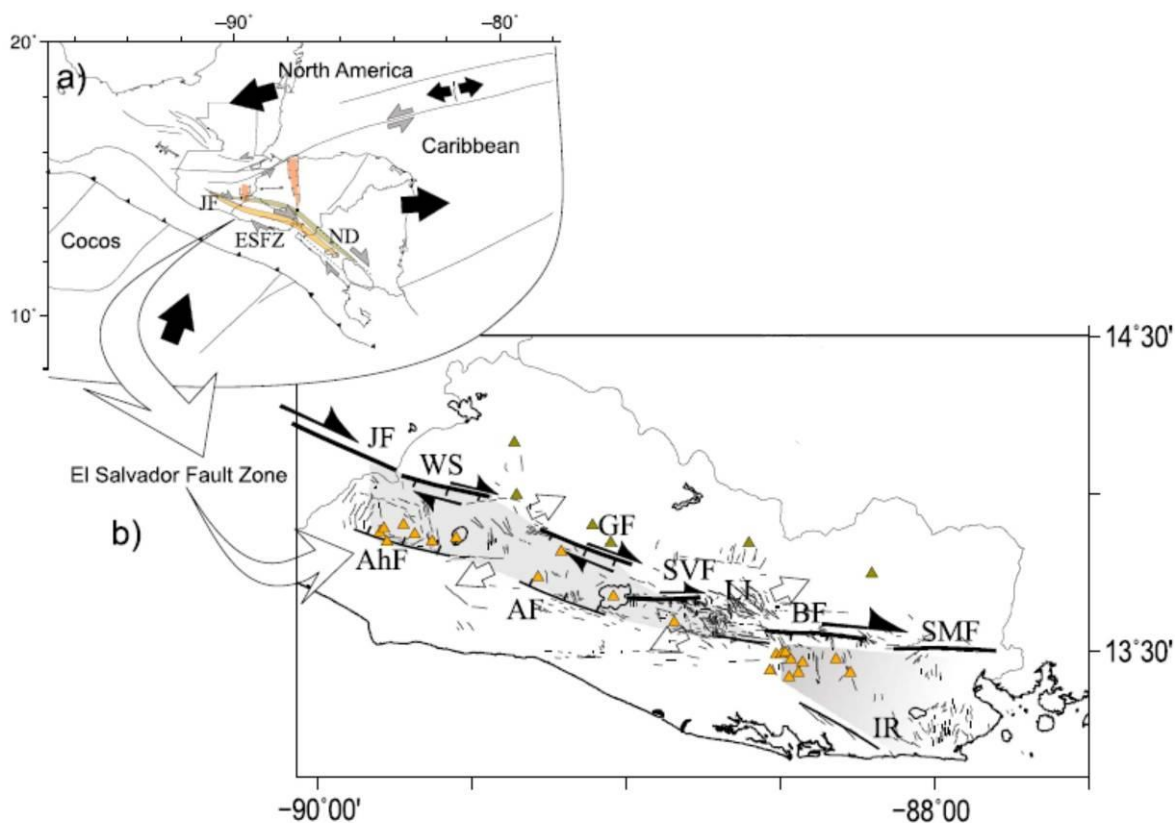 −90°
−80°
20°
a)
North America
Caribbean
JF
Cocos
ESFZ
ND
10°
14°30'
El Salvador Fault Zone
JF
WS
b)
GF
AhF
SVF
LI
AF
BF
SMF
13°30'
IR
−90°00'
−88°00'